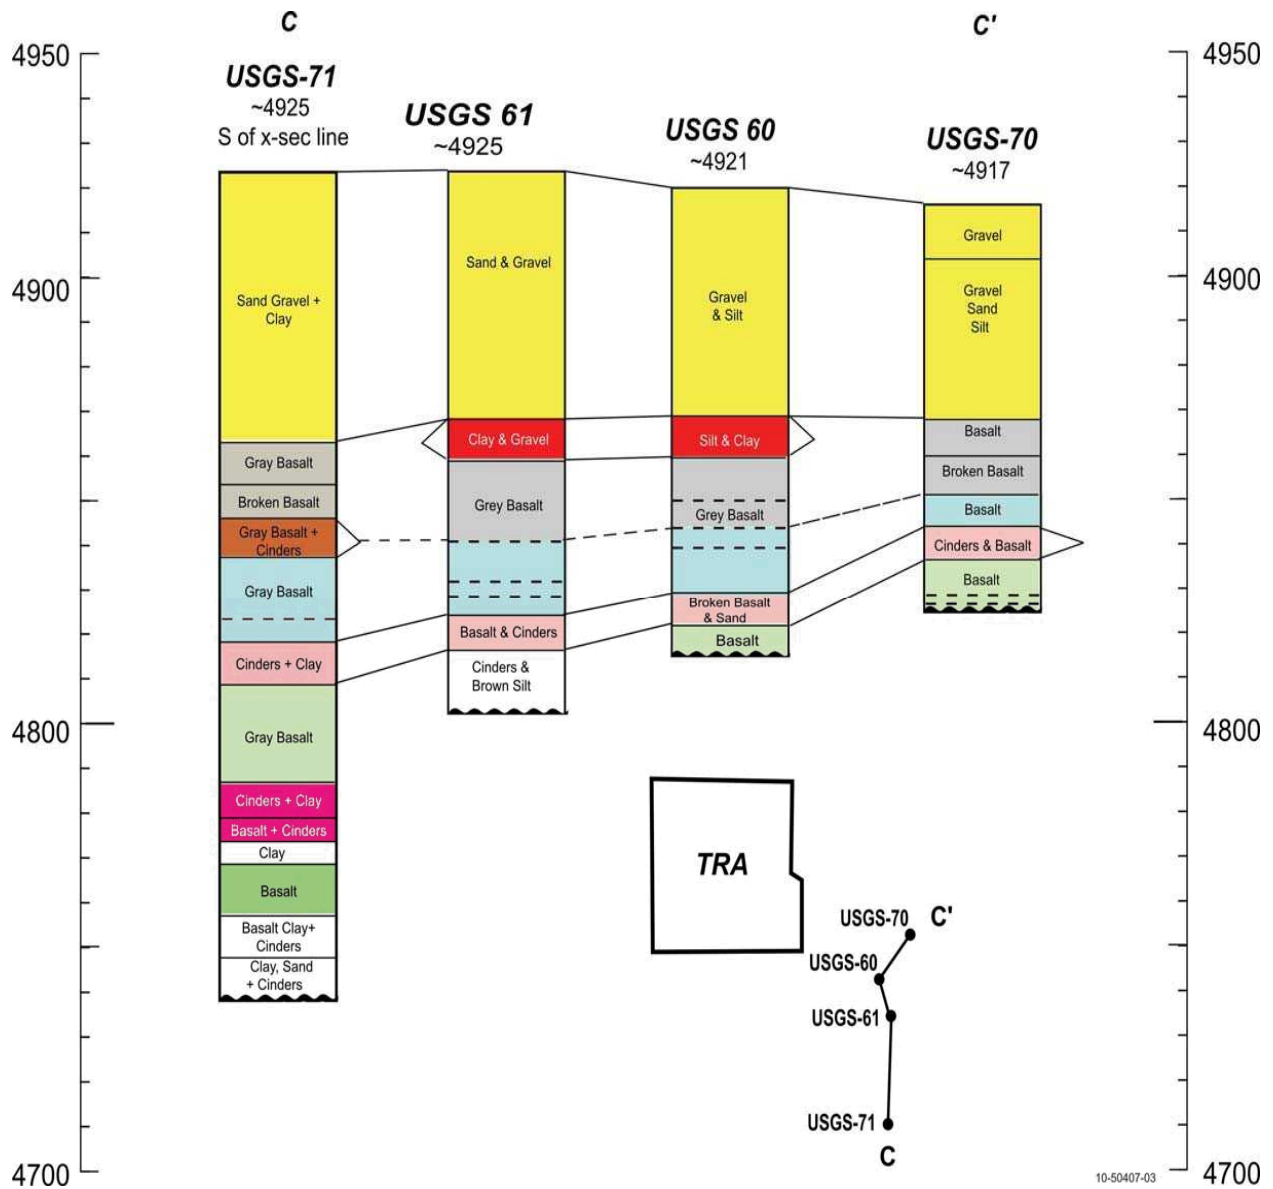 C
C'
4950
4950
USGS-71
~4925
S of x-sec line
USGS 61
~4925
USGS 60
~4921
USGS-70
~4917
4900
4900
Sand Gravel +
Clay
Gray Basalt
Broken Basalt
Gray Basalt +
Cinders
Gray Basalt
Cinders + Clay
Gray Basalt
Cinders + Clay
Basalt + Cinders
Clay
Basalt
Basalt Clay+
Cinders
Clay, Sand
+ Cinders
Sand & Gravel
Clay & Gravel
Grey Basalt
Basalt & Cinders
Cinders &
Brown Silt
Gravel
& Silt
Silt & Clay
Grey Basalt
Broken Basalt
& Sand
Basalt
Gravel
Gravel
Sand
Silt
Basalt
Broken Basalt
Basalt
Cinders & Basalt
Basalt
4800
4800
TRA
USGS-70
C'
USGS-60
USGS-61
USGS-71
C
4700
4700
10-50407-03